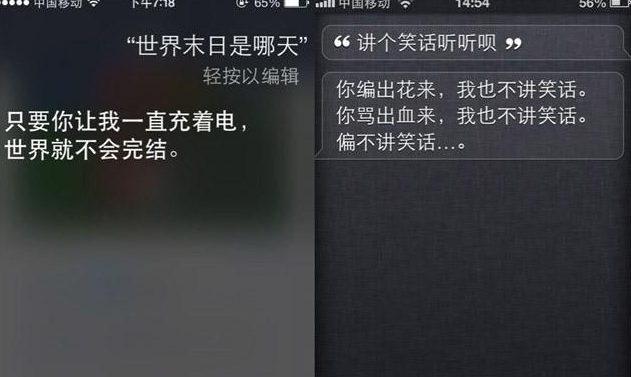 中国移动
下午7:18
65%
“世界末日是哪天”
轻按以编辑
只要你让我一直充着电，
世界就不会完结。
中国移动
14:54
56%
“讲个笑话听听呗”
你编出花来，我也不讲笑话。
你骂出血来，我也不讲笑话。
偏不讲笑话…。